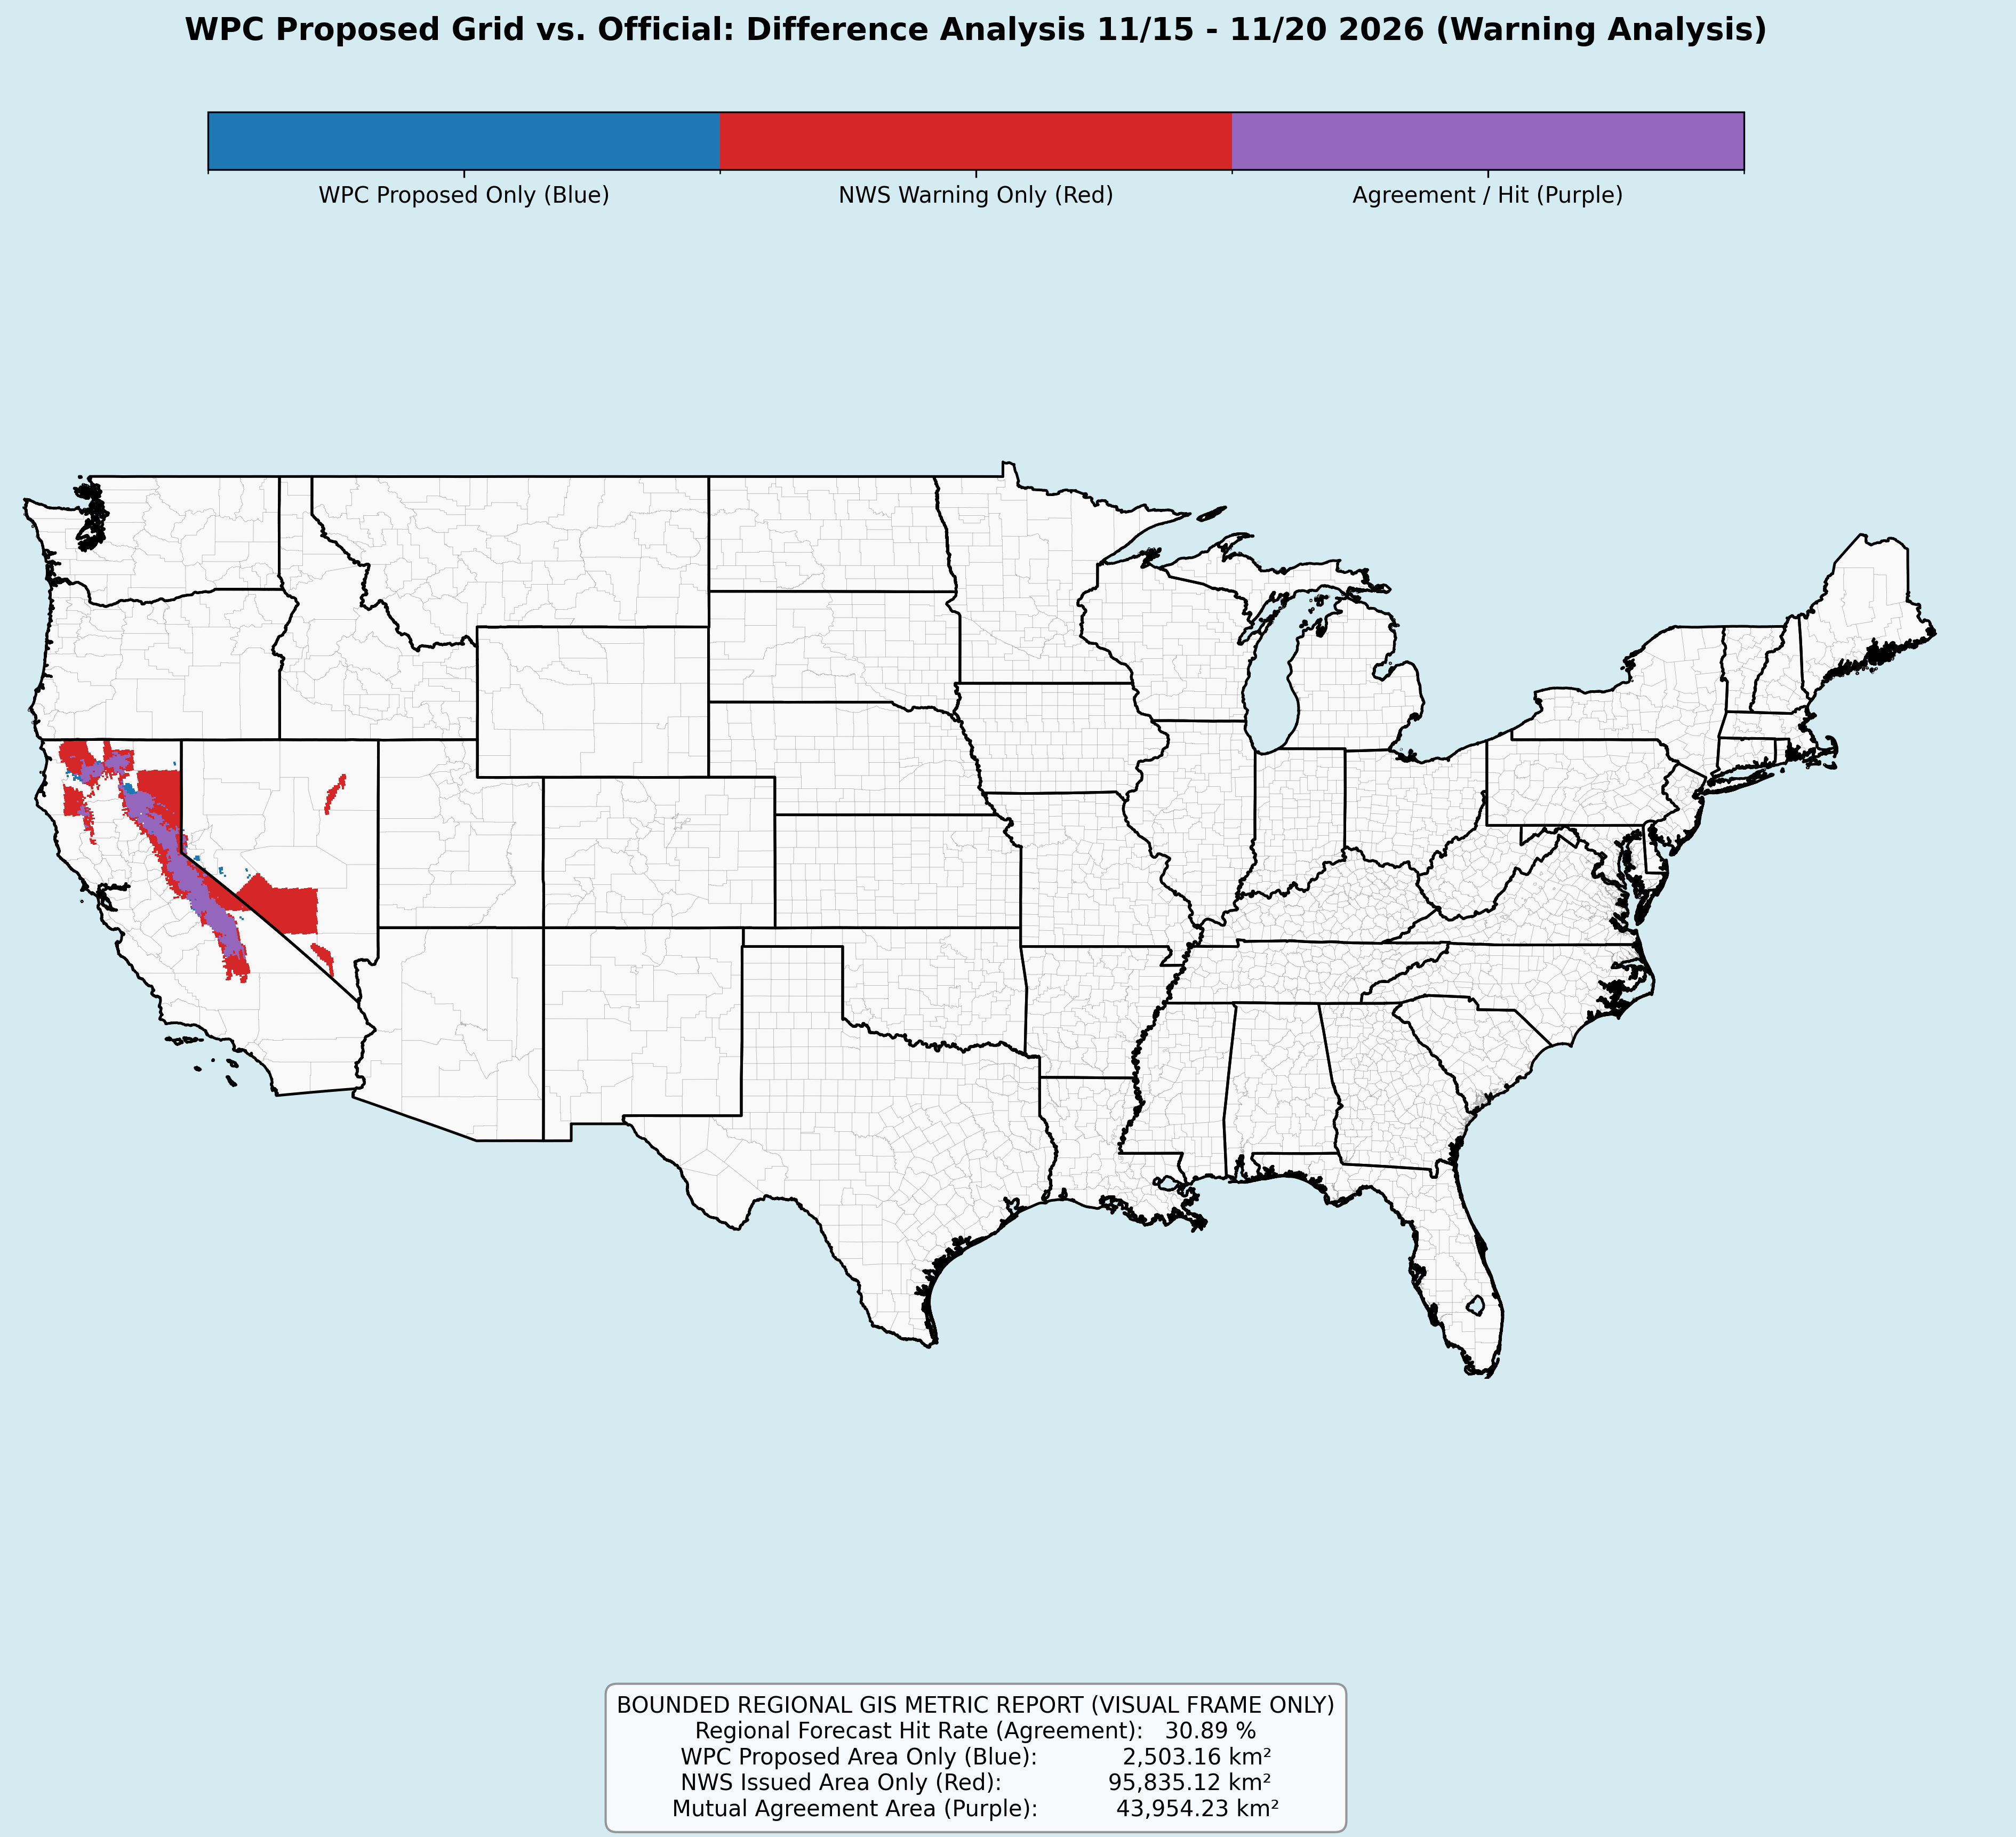 WPC Proposed Grid vs. Official: Difference Analysis 11/15 - 11/20 2026 (Warning Analysis)
WPC Proposed Only (Blue)
NWS Warning Only (Red)
Agreement / Hit (Purple)
BOUNDED REGIONAL GIS METRIC REPORT (VISUAL FRAME ONLY)
Regional Forecast Hit Rate (Agreement): 30.89 %
WPC Proposed Area Only (Blue): 2,503.16 km²
NWS Issued Area Only (Red): 95,835.12 km²
Mutual Agreement Area (Purple): 43,954.23 km²